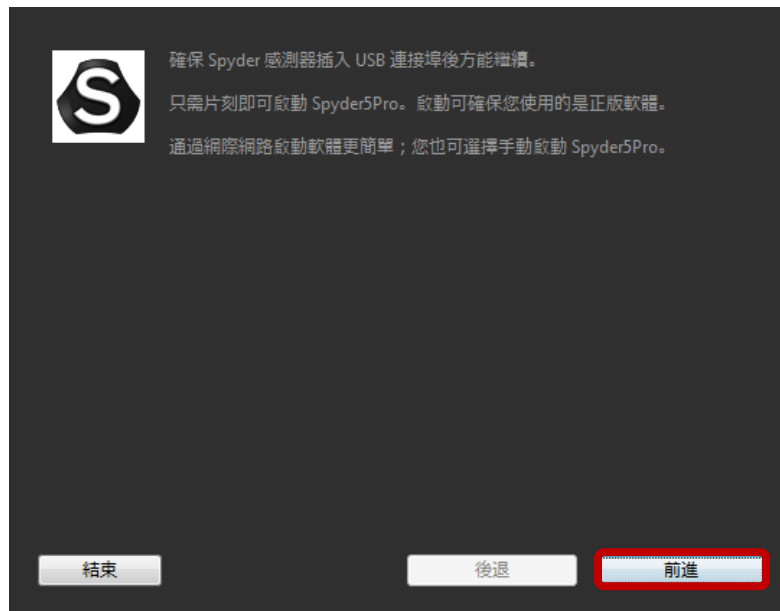 S
確保 Spyder 感測器插入 USB 連接埠後方能繼續。
只需片刻即可啟動 Spyder5Pro。啟動可確保您使用的是正版軟體。
通過網際網路啟動軟體更簡單；您也可選擇手動啟動 Spyder5Pro。
結束
後退
前進